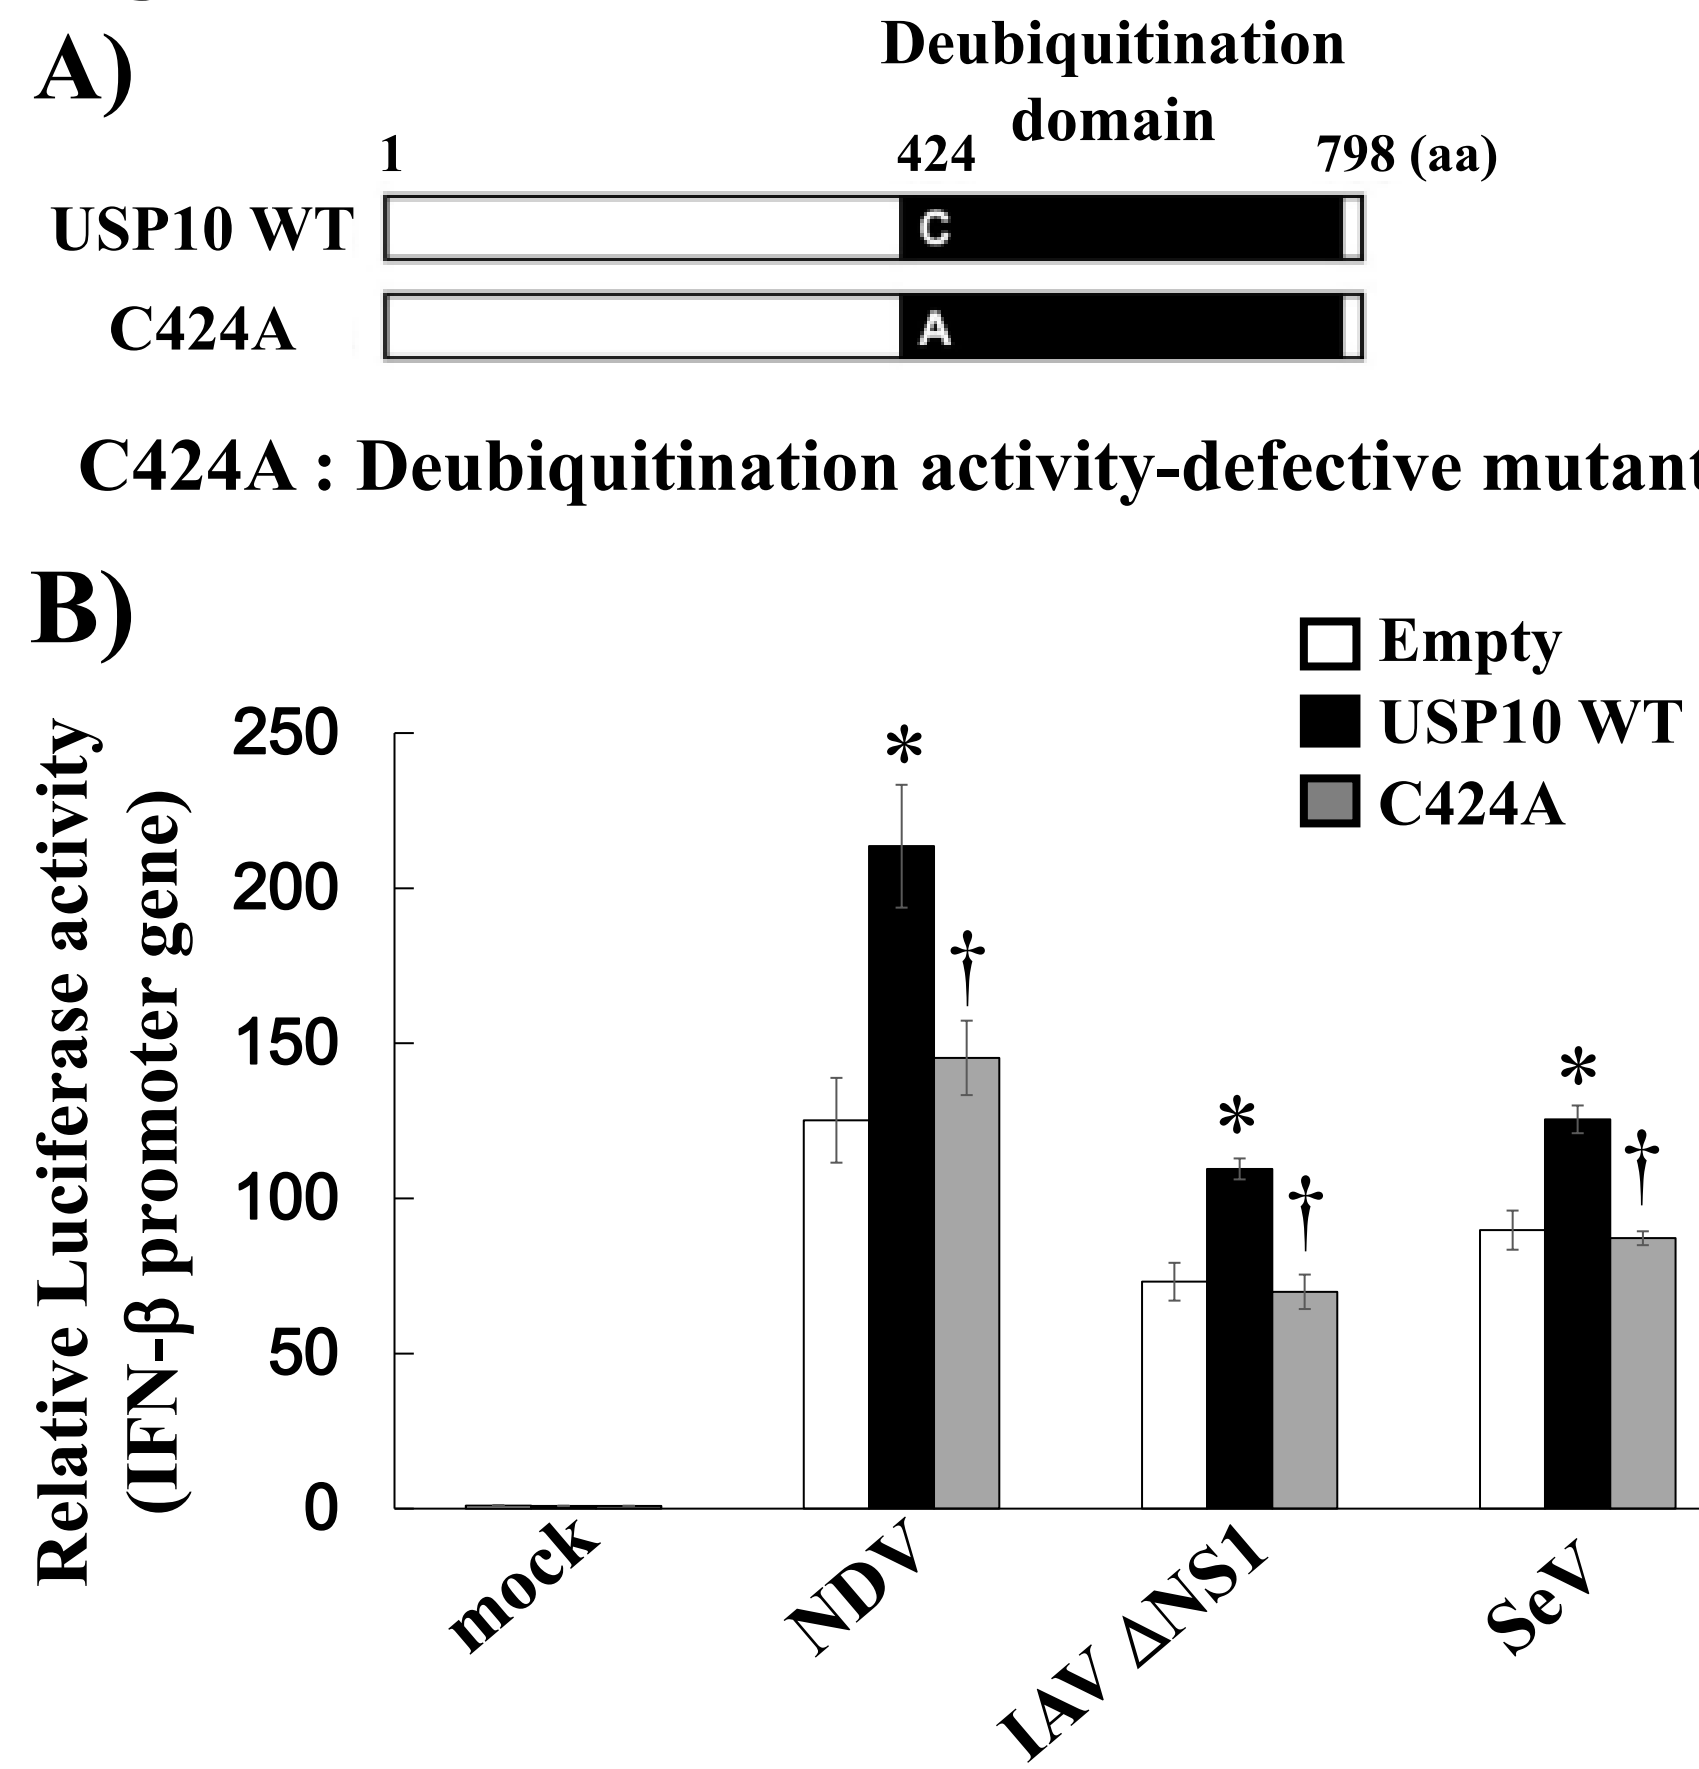 A)
Deubiquitination
domain
1 424 798 (aa)
USP10 WT C
C424A A
C424A : Deubiquitination activity-defective mutant
B)
Empty
USP10 WT
C424A
Relative Luciferase activity
(IFN-β promoter gene)
250
200
150
100
50
0
*
†
*
†
*
†
mock
NDV
IAV ΔNS1
SeV